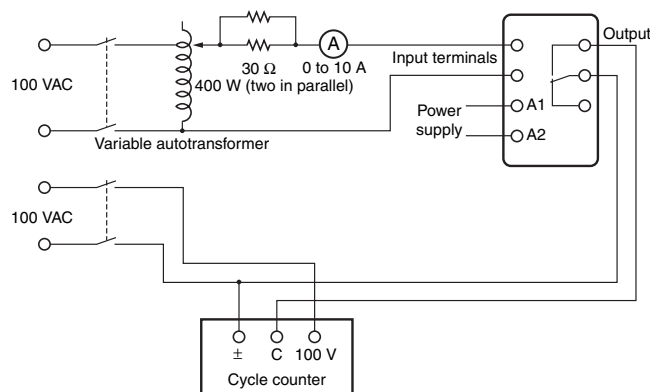 A
Output
30 Ω
0 to 10 A
Input terminals
100 VAC
400 W (two in parallel)
Power
supply
A1
A2
Variable autotransformer
100 VAC
± C 100 V
Cycle counter